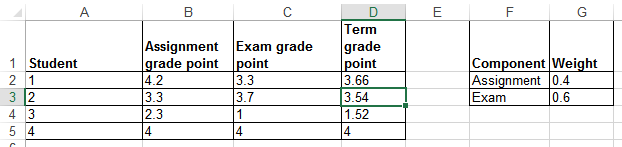 A B C D E F G
Term
Assignment Exam grade grade
1 Student grade point point point Component Weight
2 1 4.2 3.3 3.66 Assignment 0.4
3 2 3.3 3.7 3.54 Exam 0.6
4 3 2.3 1 1.52
5 4 4 4 4